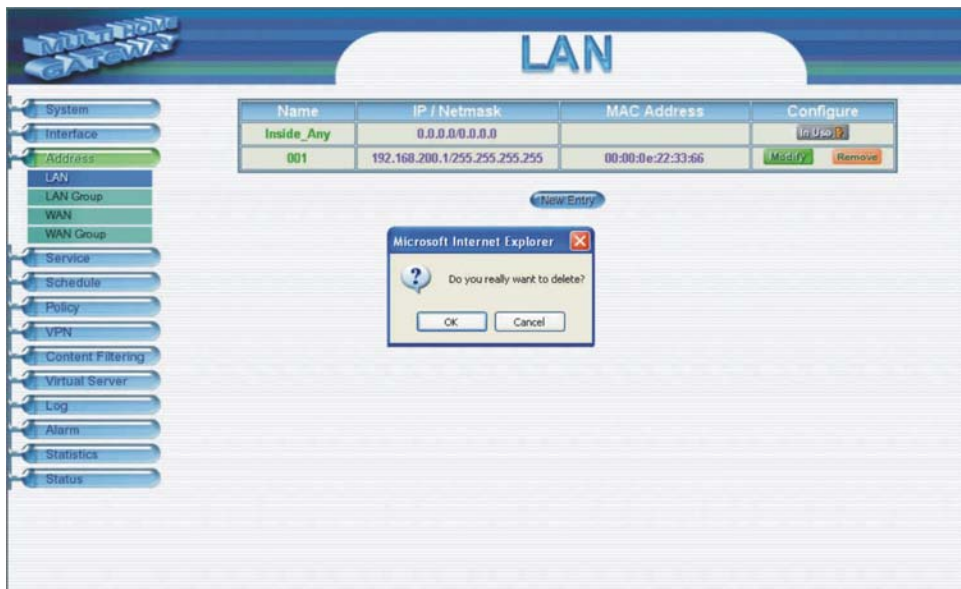 MULTI HOME
GATEWAY
LAN
System
Interface
Address
LAN
LAN Group
WAN
WAN Group
Service
Schedule
Policy
VPN
Content Filtering
Virtual Server
Log
Alarm
Statistics
Status
Name IP / Netmask MAC Address Configure
Inside_Any 0.0.0.0/0.0.0.0 In Use
001 192.168.200.1/255.255.255.255 00:00:0e:22:33:66 Modify Remove
New Entry
Microsoft Internet Explorer
Do you really want to delete?
OK Cancel